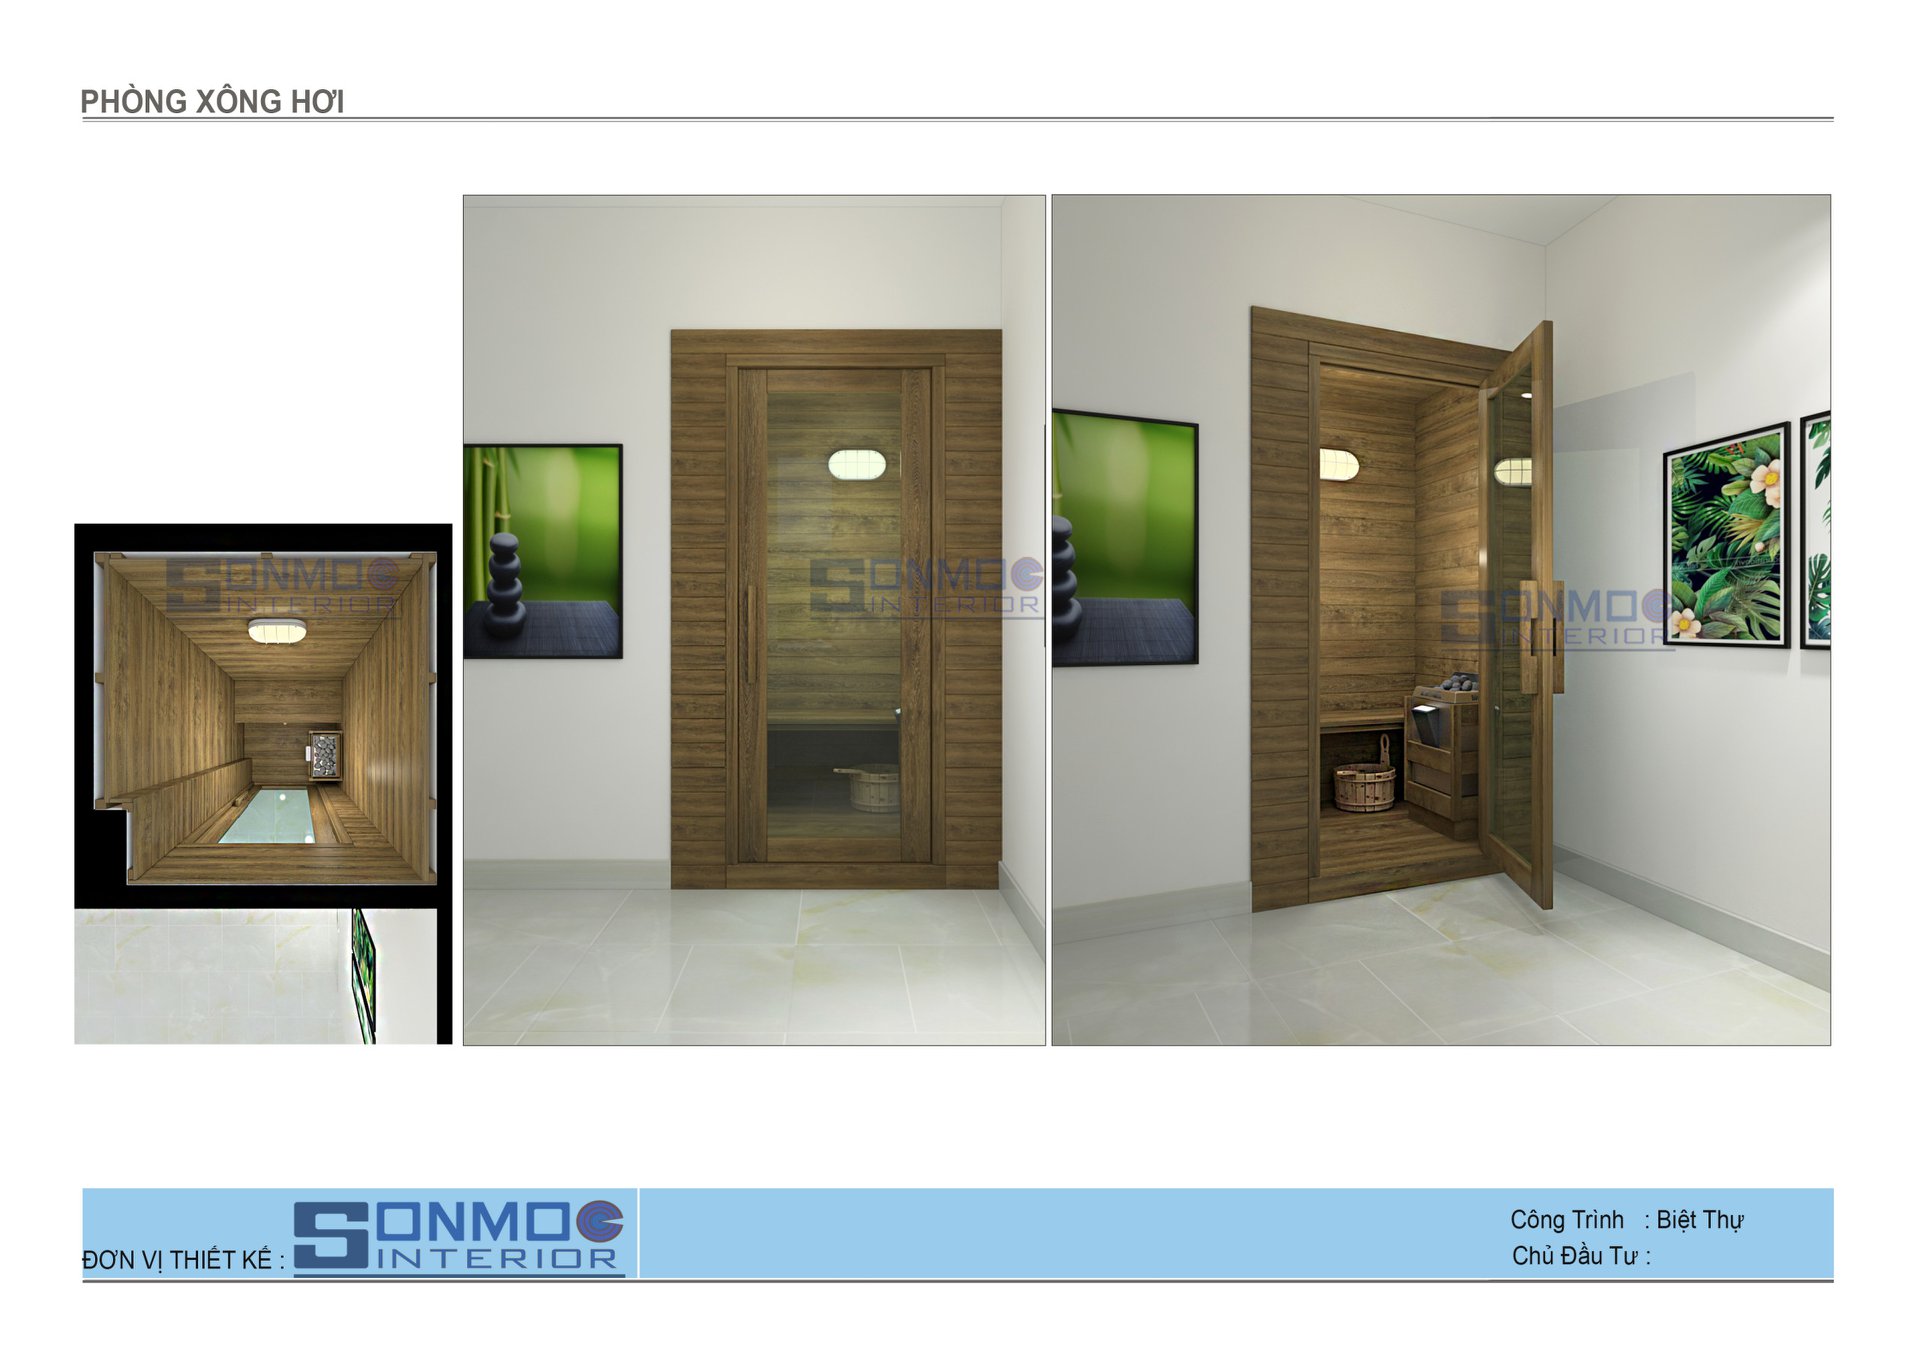 PHÒNG XÔNG HƠI
SONMOC
INTERIOR
SONMOC
INTERIOR
SONMOC
INTERIOR
ĐƠN VỊ THIẾT KẾ :
SONMOC
INTERIOR
Công Trình : Biệt Thự
Chủ Đầu Tư :